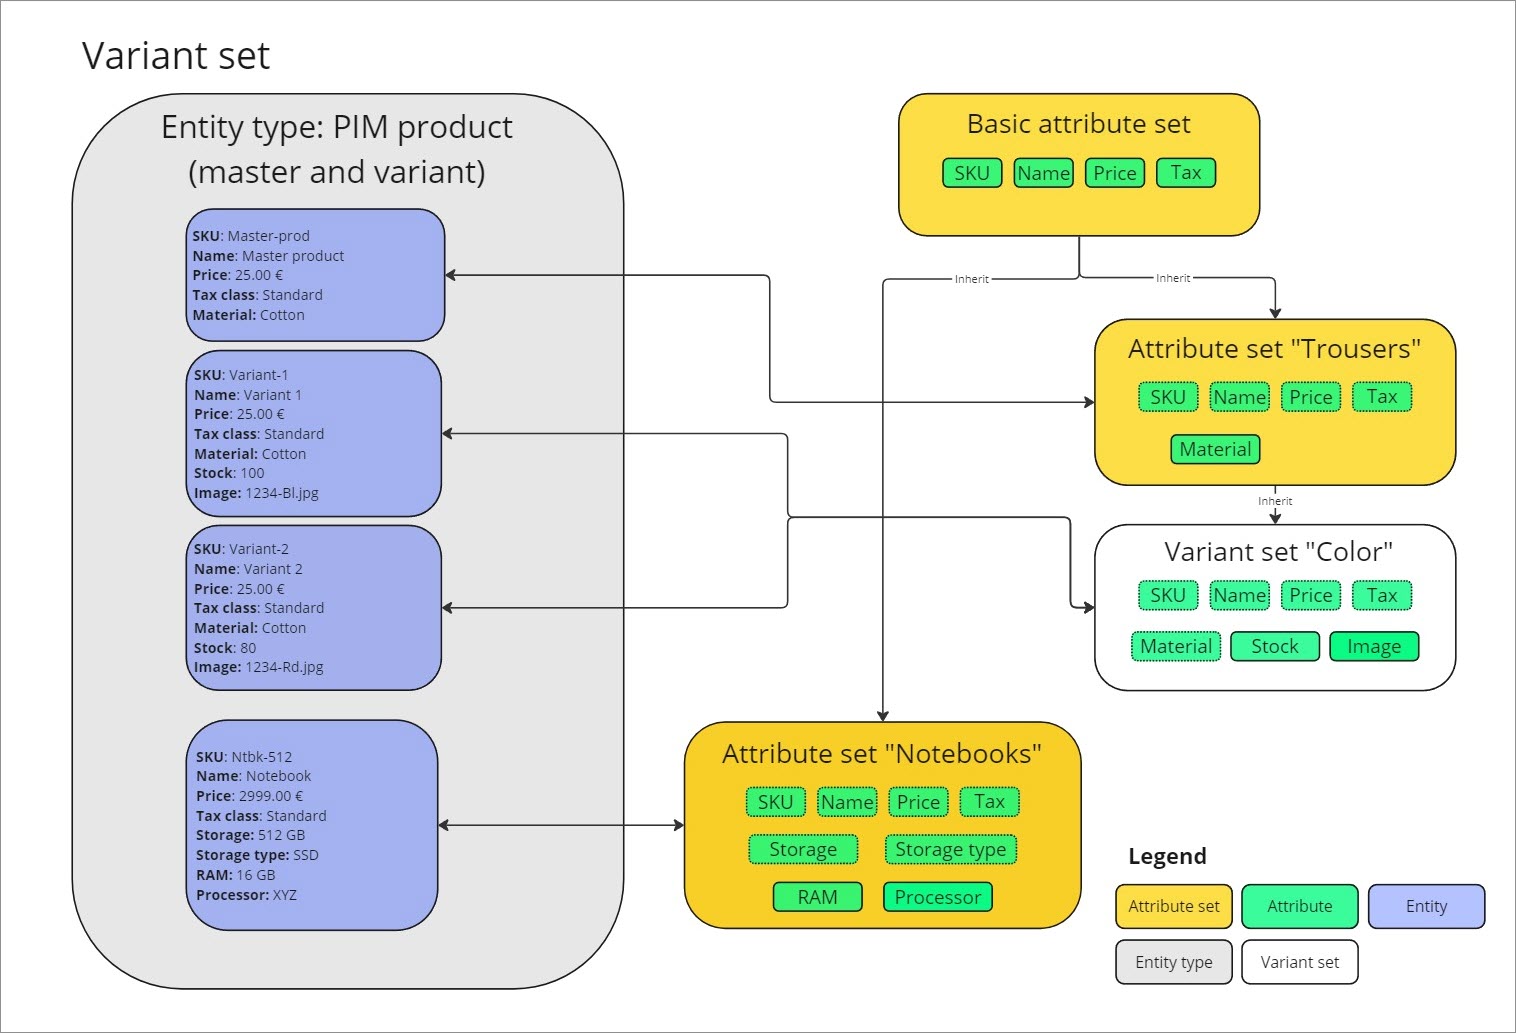 Variant set
Entity type: PIM product
(master and variant)
SKU: Master-prod
Name: Master product
Price: 25.00 €
Tax class: Standard
Material: Cotton
SKU: Variant-1
Name: Variant 1
Price: 25.00 €
Tax class: Standard
Material: Cotton
Stock: 100
Image: 1234-Bl.jpg
SKU: Variant-2
Name: Variant 2
Price: 25.00 €
Tax class: Standard
Material: Cotton
Stock: 80
Image: 1234-Rd.jpg
SKU: Ntbk-512
Name: Notebook
Price: 2999.00 €
Tax class: Standard
Storage: 512 GB
Storage type: SSD
RAM: 16 GB
Processor: XYZ
Basic attribute set
SKU Name Price Tax
Inherit
Inherit
Attribute set "Trousers"
SKU Name Price Tax
Material
Inherit
Variant set "Color"
SKU Name Price Tax
Material Stock Image
Attribute set "Notebooks"
SKU Name Price Tax
Storage Storage type
RAM Processor
Legend
Attribute set Attribute Entity
Entity type Variant set